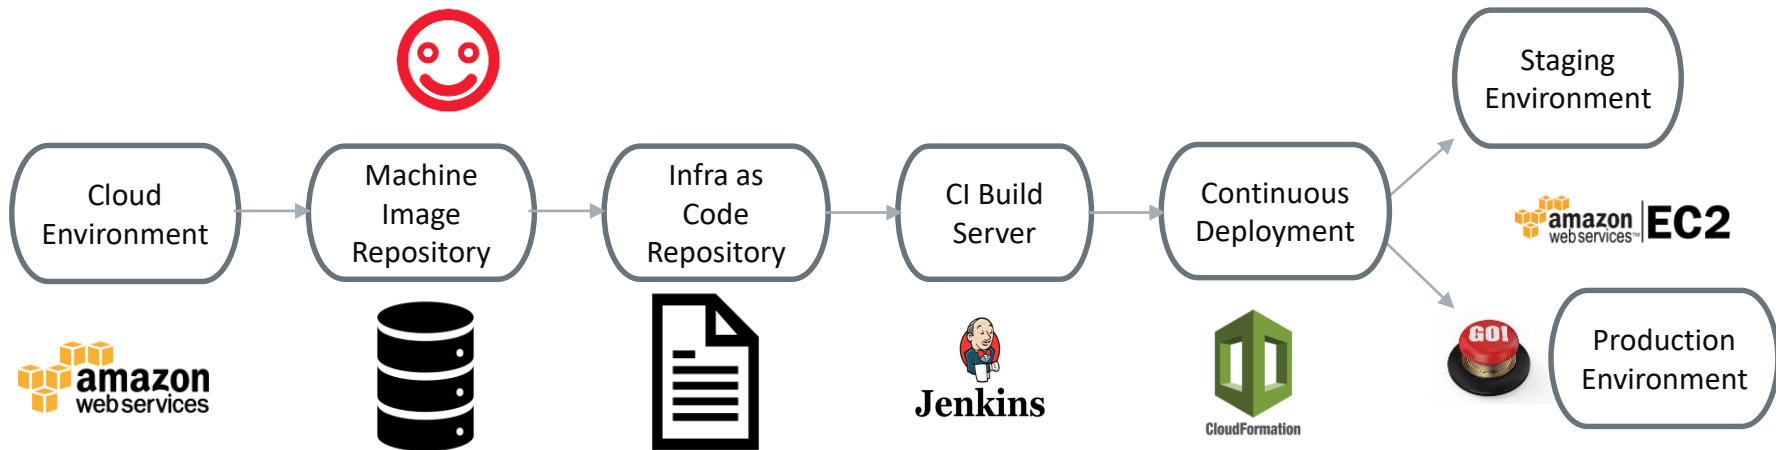 Cloud
Environment
amazon
web services
Machine
Image
Repository
Infra as
Code
Repository
CI Build
Server
Jenkins
Continuous
Deployment
CloudFormation
Staging
Environment
amazon
web services™
EC2
GO!
Production
Environment